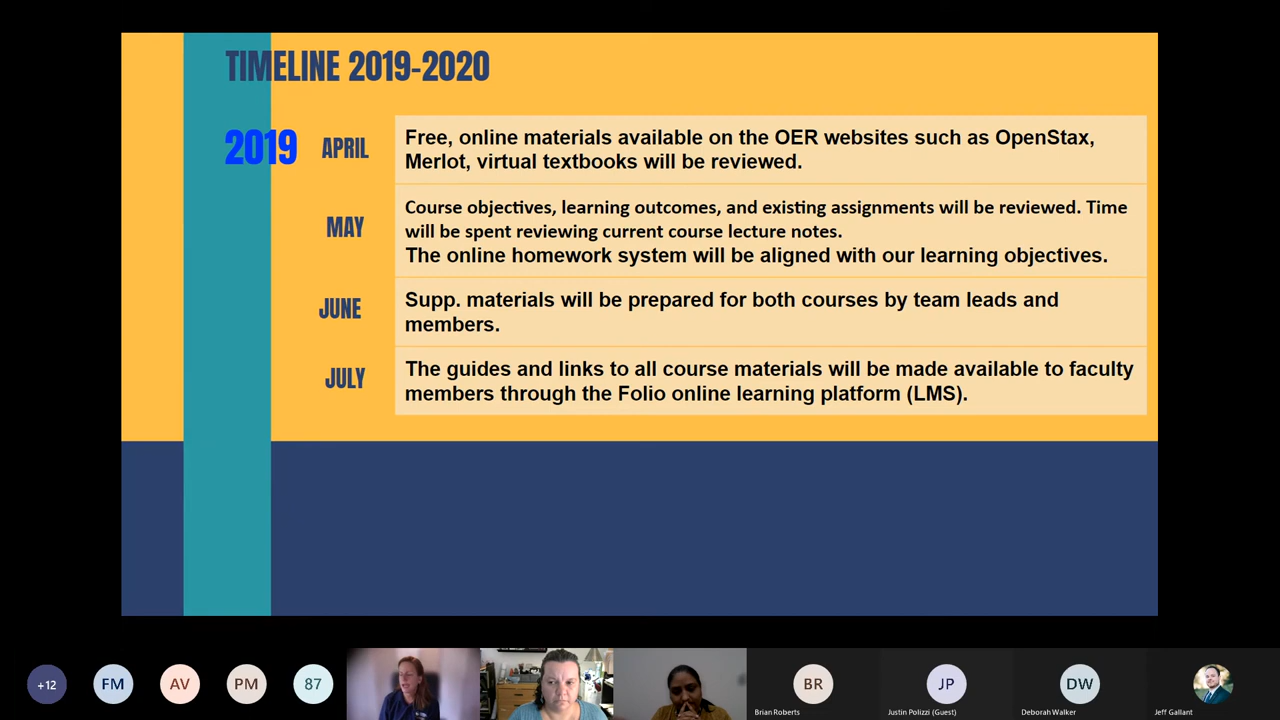 TIMELINE 2019-2020
2019
APRIL
Free, online materials available on the OER websites such as OpenStax,
Merlot, virtual textbooks will be reviewed.
MAY
Course objectives, learning outcomes, and existing assignments will be reviewed. Time
will be spent reviewing current course lecture notes.
The online homework system will be aligned with our learning objectives.
JUNE
Supp. materials will be prepared for both courses by team leads and
members.
JULY
The guides and links to all course materials will be made available to faculty
members through the Folio online learning platform (LMS).
+12
FM
AV
PM
87
BR
JP
DW
Brian Roberts
Justin Polizzi (Guest)
Deborah Walker
Jeff Gallant